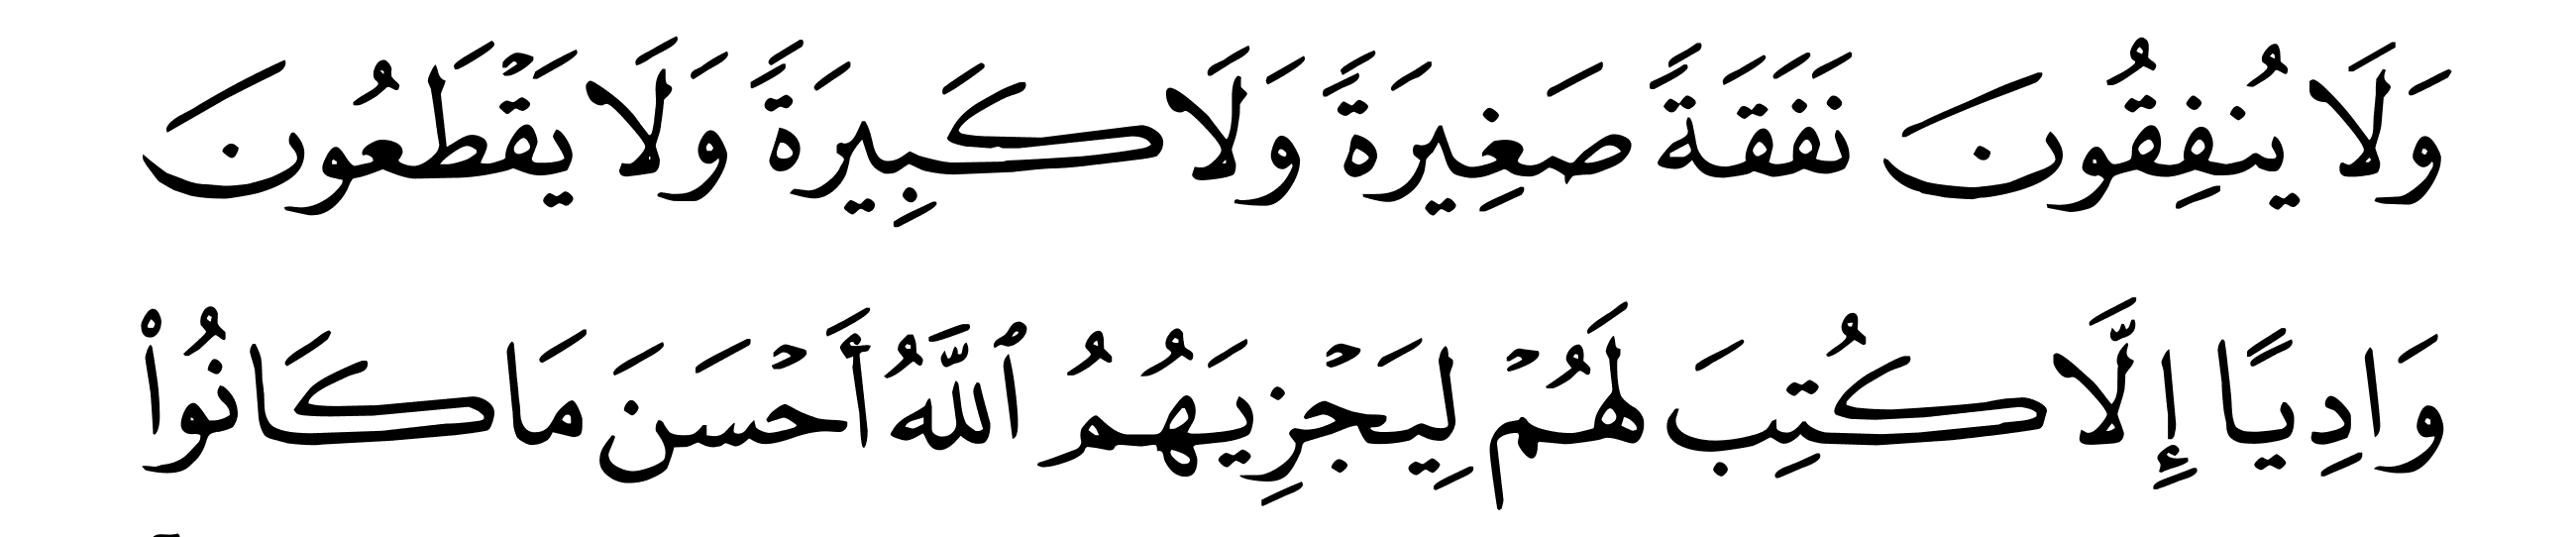 وَلَا يُنفِقُونَ نَفَقَةً صَغِيرَةً وَلَا كَبِيرَةً وَلَا يَقْطَعُونَ
وَادِيًا إِلَّا كُتِبَ لَهُمْ لِيَجْزِيَهُمُ ٱللَّهُ أَحْسَنَ مَا كَانُوا۟